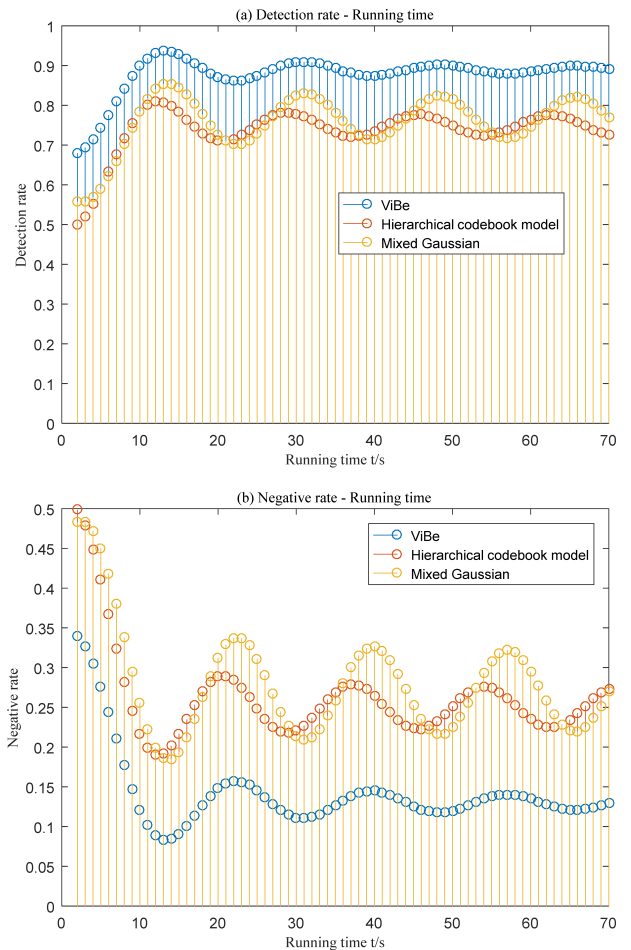 (a) Detection rate - Running time
1
0.9
0.8
0.7
0.6
0.5
0.4
0.3
0.2
0.1
0
Detection rate
ViBe
Hierarchical codebook model
Mixed Gaussian
0 10 20 30 40 50 60 70
Running time t/s
(b) Negative rate - Running time
0.5
0.45
0.4
0.35
0.3
0.25
0.2
0.15
0.1
0.05
0
Negative rate
ViBe
Hierarchical codebook model
Mixed Gaussian
0 10 20 30 40 50 60 70
Running time t/s